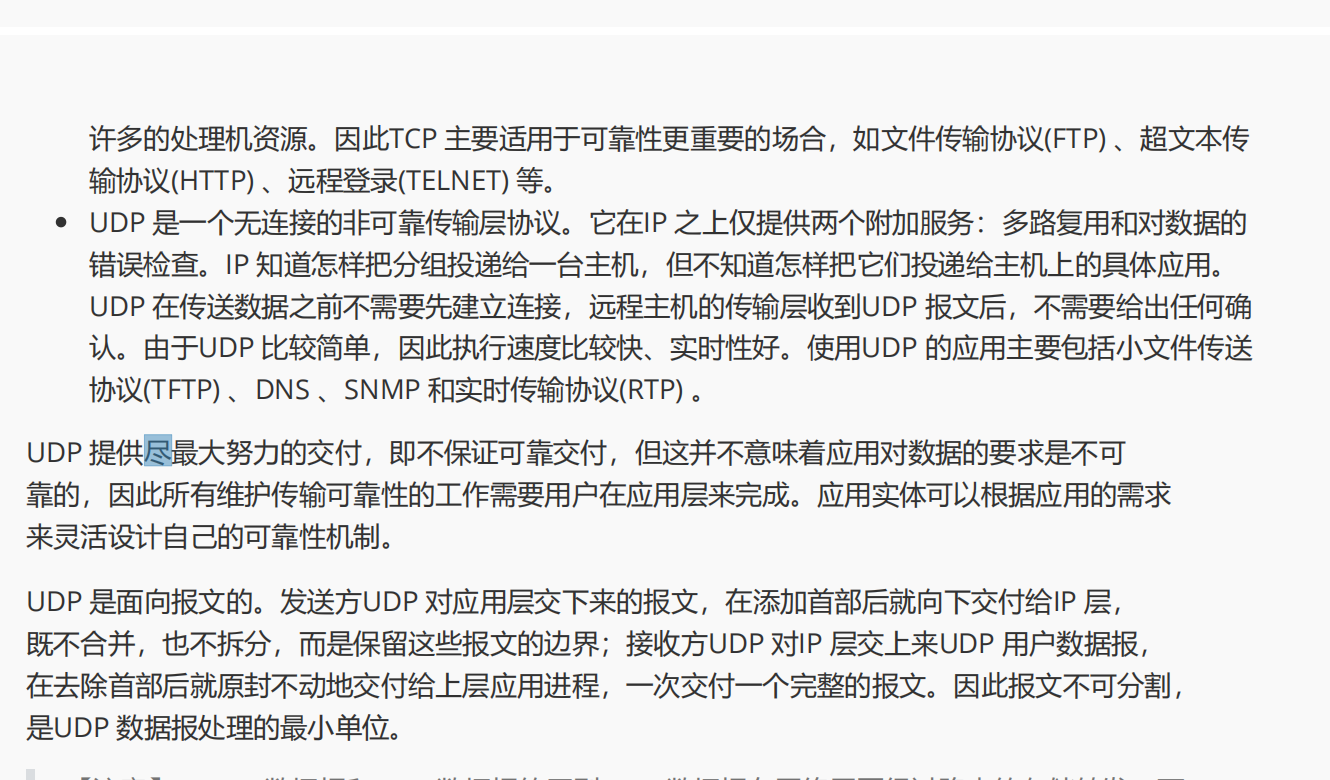 许多的处理机资源。因此TCP 主要适用于可靠性更重要的场合，如文件传输协议(FTP) 、超文本传
输协议(HTTP) 、远程登录(TELNET) 等。
● UDP 是一个无连接的非可靠传输层协议。它在IP 之上仅提供两个附加服务：多路复用和对数据的
错误检查。IP 知道怎样把分组投递给一台主机，但不知道怎样把它们投递给主机上的具体应用。
UDP 在传送数据之前不需要先建立连接，远程主机的传输层收到UDP 报文后，不需要给出任何确
认。由于UDP 比较简单，因此执行速度比较快、实时性好。使用UDP 的应用主要包括小文件传送
协议(TFTP) 、DNS 、SNMP 和实时传输协议(RTP) 。
UDP 提供尽最大努力的交付，即不保证可靠交付，但这并不意味着应用对数据的要求是不可
靠的，因此所有维护传输可靠性的工作需要用户在应用层来完成。应用实体可以根据应用的需求
来灵活设计自己的可靠性机制。
UDP 是面向报文的。发送方UDP 对应用层交下来的报文，在添加首部后就向下交付给IP 层，
既不合并，也不拆分，而是保留这些报文的边界；接收方UDP 对IP 层交上来UDP 用户数据报，
在去除首部后就原封不动地交付给上层应用进程，一次交付一个完整的报文。因此报文不可分割，
是UDP 数据报处理的最小单位。